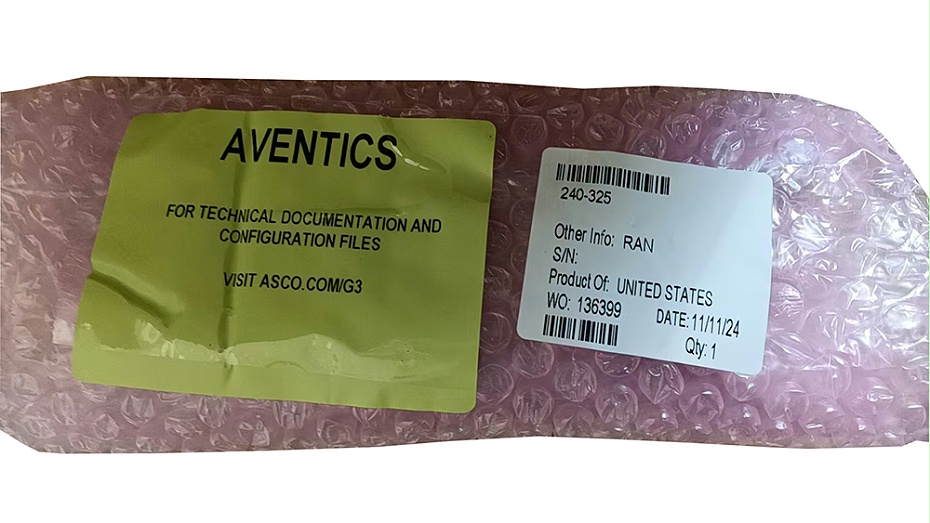 AVENTICS
FOR TECHNICAL DOCUMENTATION AND
CONFIGURATION FILES
VISIT ASCO.COM/G3
240-325
Other Info: RAN
S/N:
Product Of: UNITED STATES
WO: 136399 DATE: 11/11/24
Qty: 1